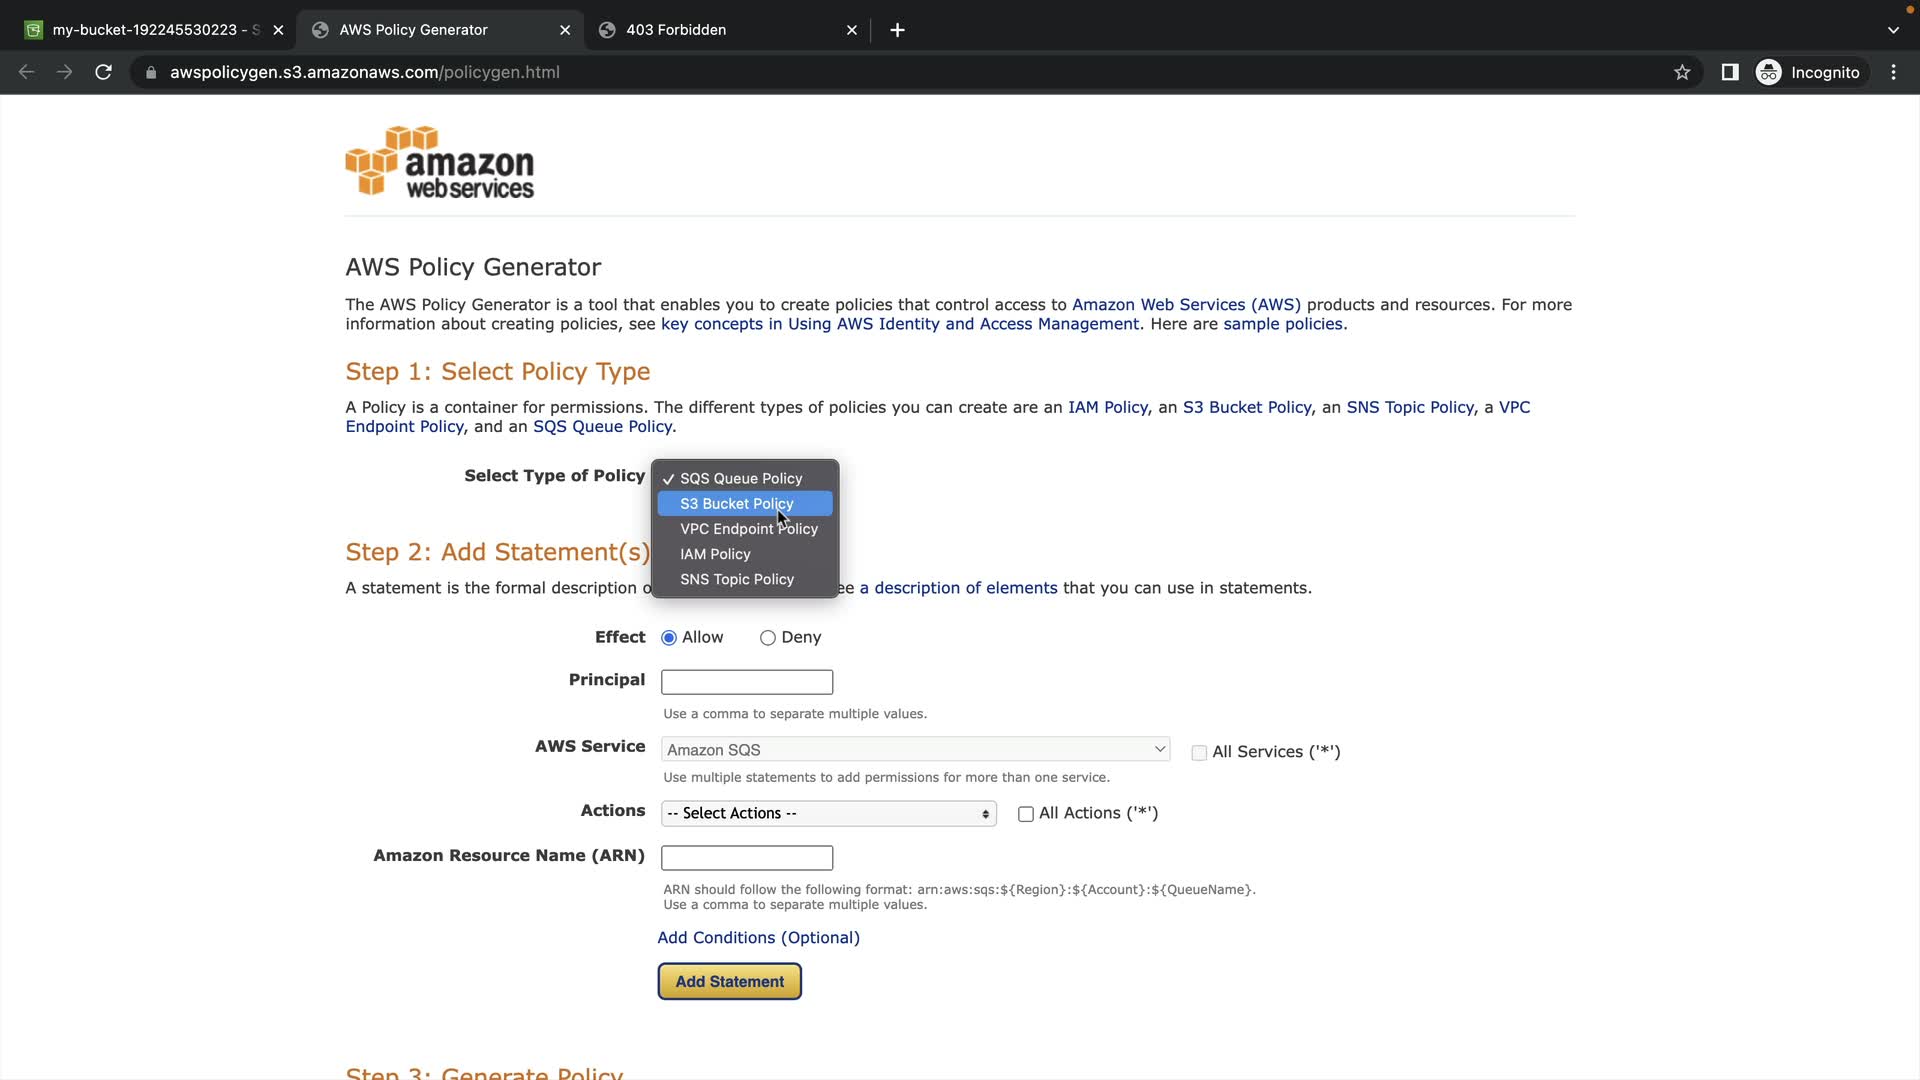 my-bucket-192245530223 - S
AWS Policy Generator
403 Forbidden
awspolicygen.s3.amazonaws.com/policygen.html
Incognito
amazon
webservices
AWS Policy Generator
The AWS Policy Generator is a tool that enables you to create policies that control access to Amazon Web Services (AWS) products and resources. For more
information about creating policies, see key concepts in Using AWS Identity and Access Management. Here are sample policies.
Step 1: Select Policy Type
A Policy is a container for permissions. The different types of policies you can create are an IAM Policy, an S3 Bucket Policy, an SNS Topic Policy, a VPC
Endpoint Policy, and an SQS Queue Policy.
Select Type of Policy
✓ SQS Queue Policy
S3 Bucket Policy
VPC Endpoint Policy
IAM Policy
SNS Topic Policy
Step 2: Add Statement(s)
A statement is the formal description o ee a description of elements that you can use in statements.
Effect Allow Deny
Principal
Use a comma to separate multiple values.
AWS Service Amazon SQS All Services ('*')
Use multiple statements to add permissions for more than one service.
Actions -- Select Actions -- All Actions ('*')
Amazon Resource Name (ARN)
ARN should follow the following format: arn:aws:sqs:${Region}:${Account}:${QueueName}.
Use a comma to separate multiple values.
Add Conditions (Optional)
Add Statement
Step 3: Generate Policy